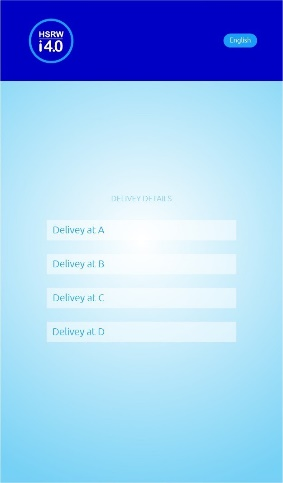 HSRW
i4.0
English
DELIVEY DETAILS
Delivey at A
Delivey at B
Delivey at C
Delivey at D